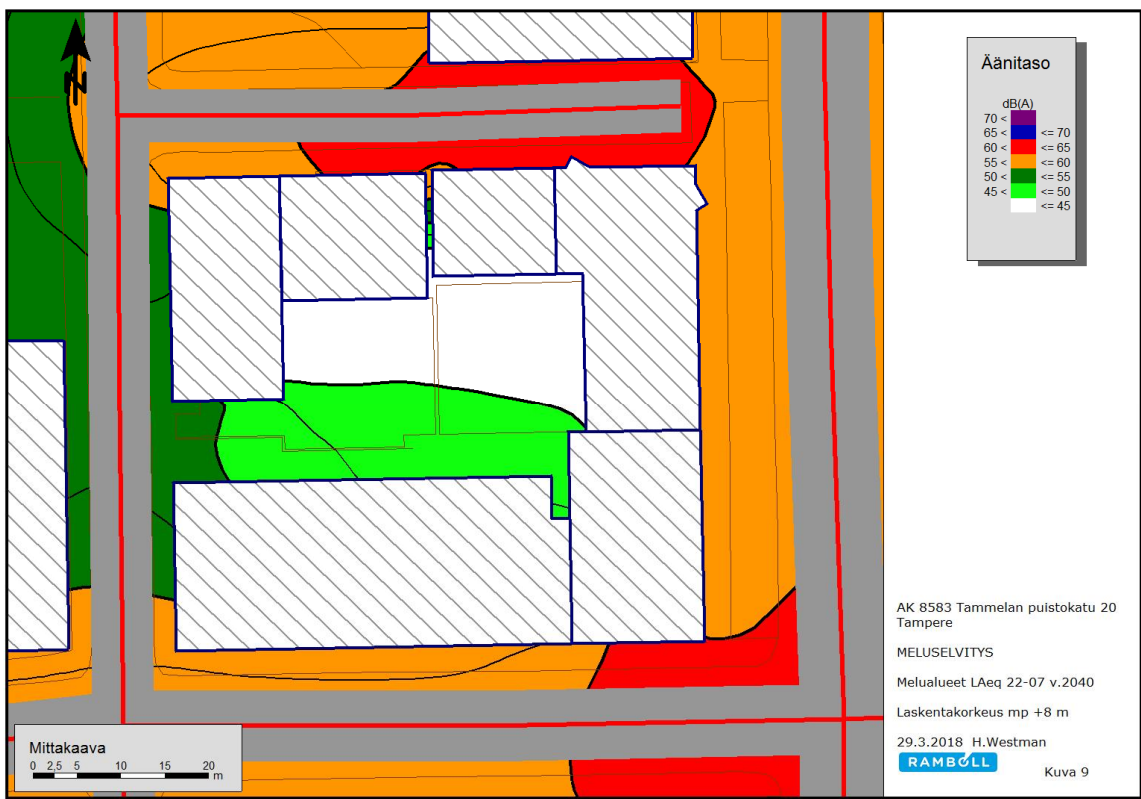 N
Äänitaso
dB(A)
70 <
65 < <= 70
60 < <= 65
55 < <= 60
50 < <= 55
45 < <= 50
<= 45
AK 8583 Tammelan puistokatu 20
Tampere
MELUSELVITYS
Melualueet LAeq 22-07 v.2040
Laskentakorkeus mp +8 m
29.3.2018 H.Westman
RAMBOLL
Kuva 9
Mittakaava
0 2,5 5 10 15 20
m